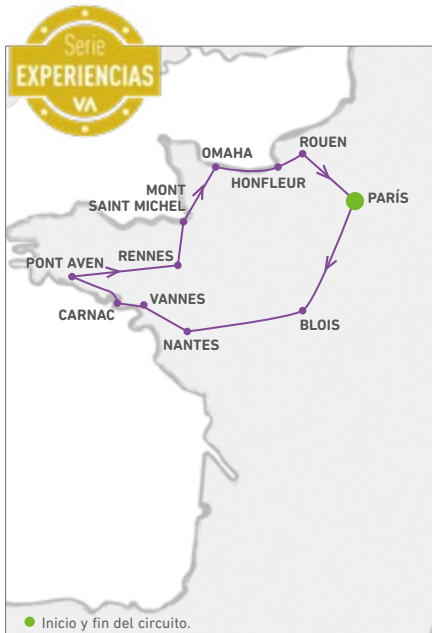 Serie
EXPERIENCIAS
VA
ROUEN
OMAHA
HONFLEUR
PARÍS
MONT
SAINT MICHEL
RENNES
PONT AVEN
VANNES
CARNAC
NANTES
BLOIS
Inicio y fin del circuito.